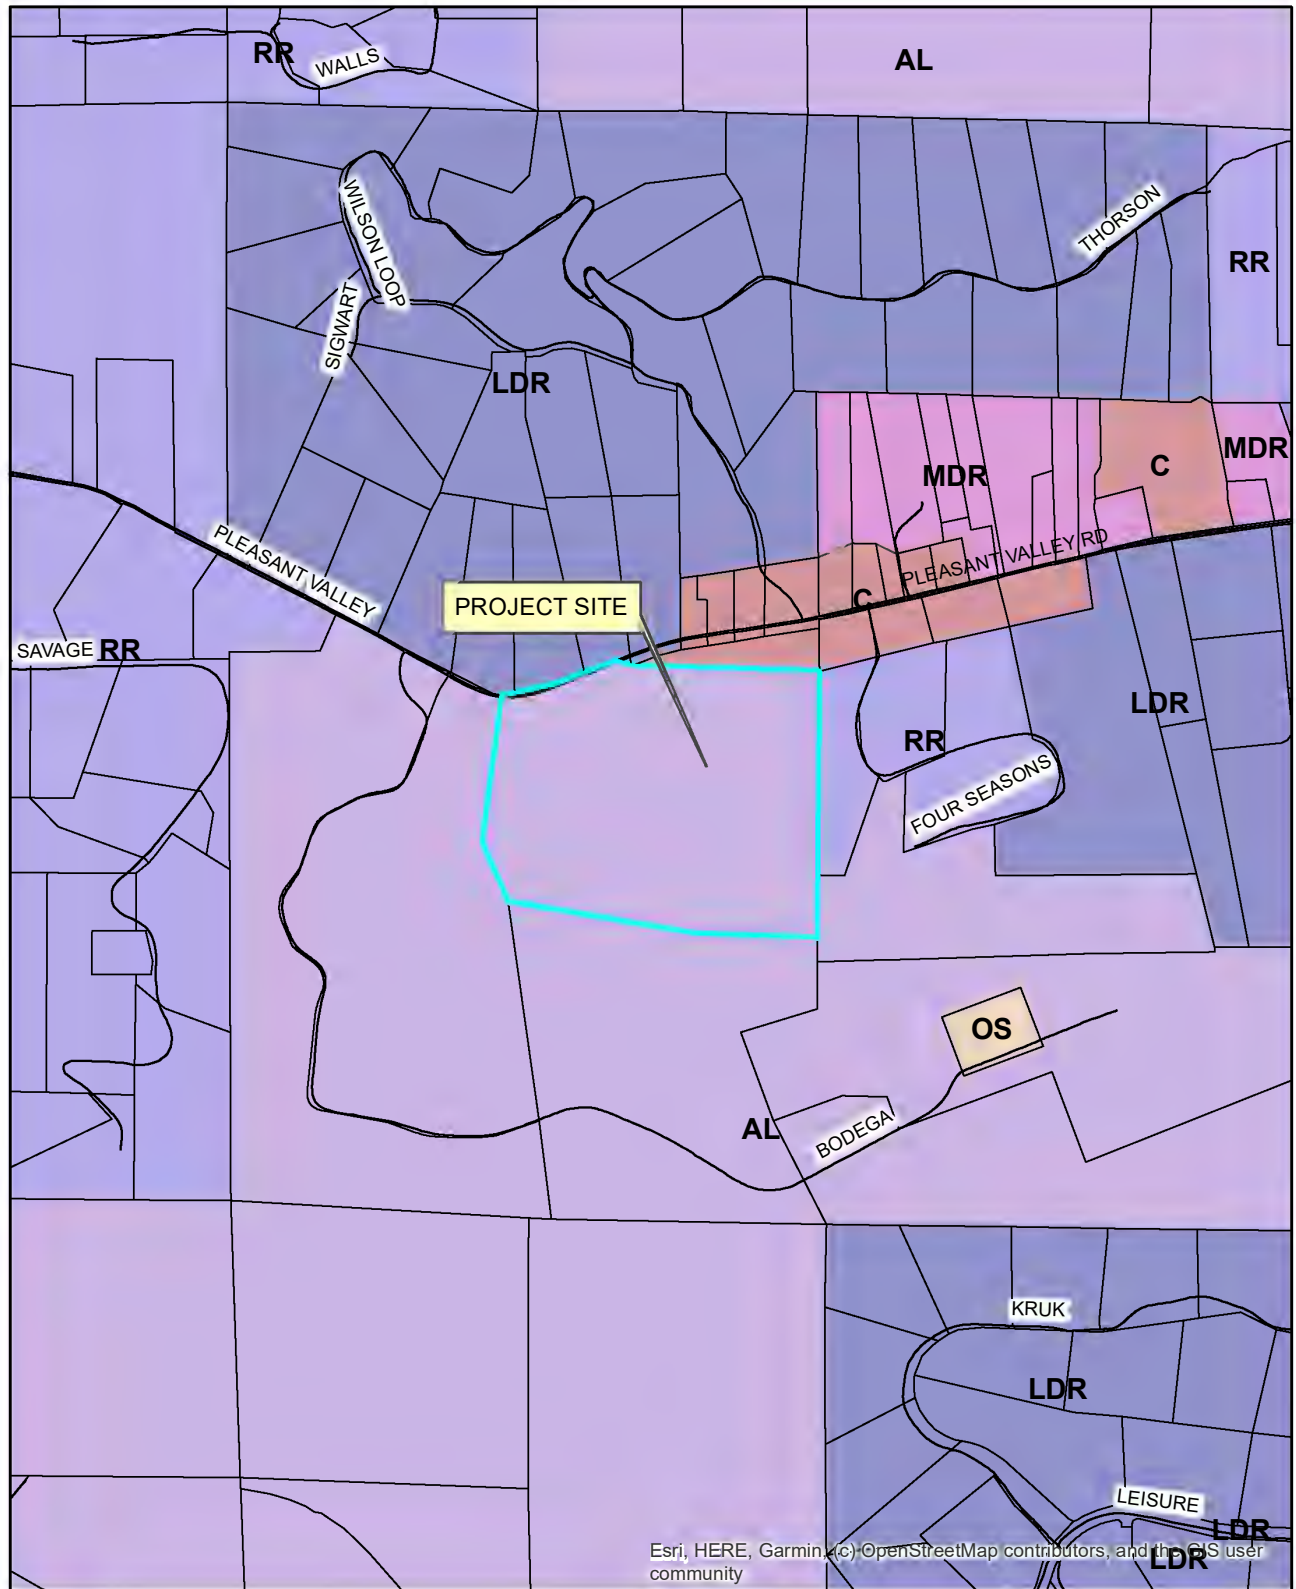 RR
WALLS
AL
WILSON LOOP
SIGWART
THORSON
RR
LDR
MDR
C
MDR
PLEASANT VALLEY
PLEASANT VALLEY RD
C
PROJECT SITE
SAVAGE RR
LDR
RR
FOUR SEASONS
OS
AL
BODEGA
KRUK
LDR
LEISURE
LDR
LDR
Esri, HERE, Garmin, (c) OpenStreetMap contributors, and the GIS user
community